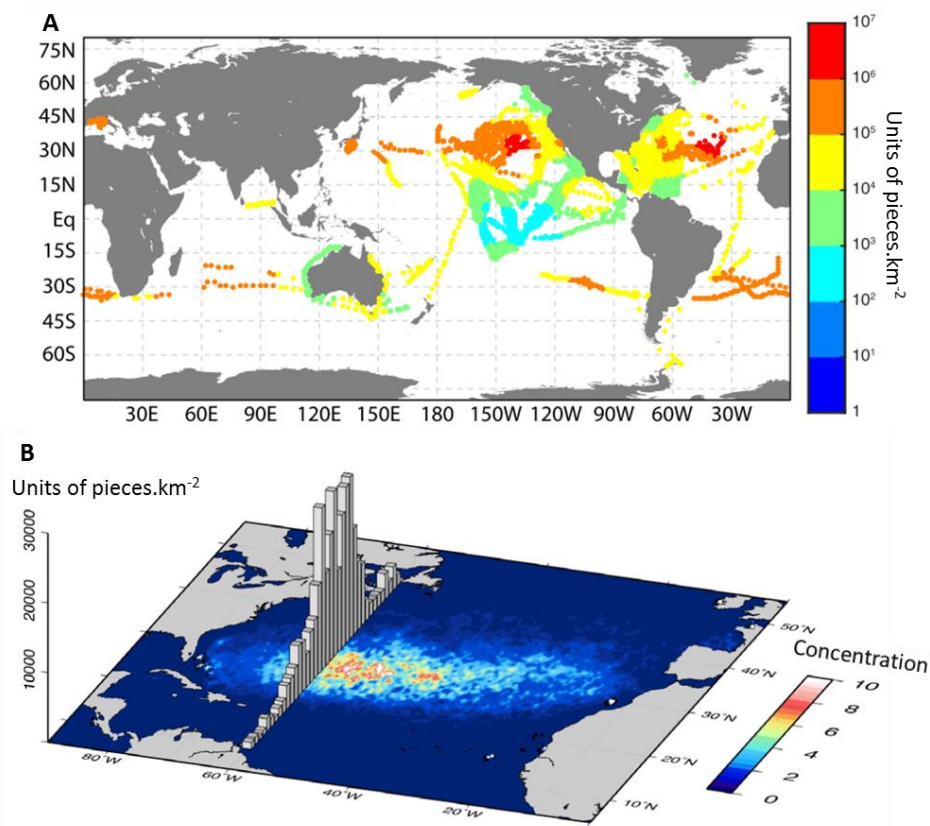 A
75N
60N
45N
30N
15N
Eq
15S
30S
45S
60S
30E 60E 90E 120E 150E 180 150W 120W 90W 60W 30W
10⁷
10⁶
10⁵
10⁴
10³
10²
10¹
1
Units of pieces.km⁻²
B
Units of pieces.km⁻²
30000
20000
10000
80°W
60°W
40°W
20°W
50°N
40°N
30°N
20°N
10°N
Concentration
10
8
6
4
2
0